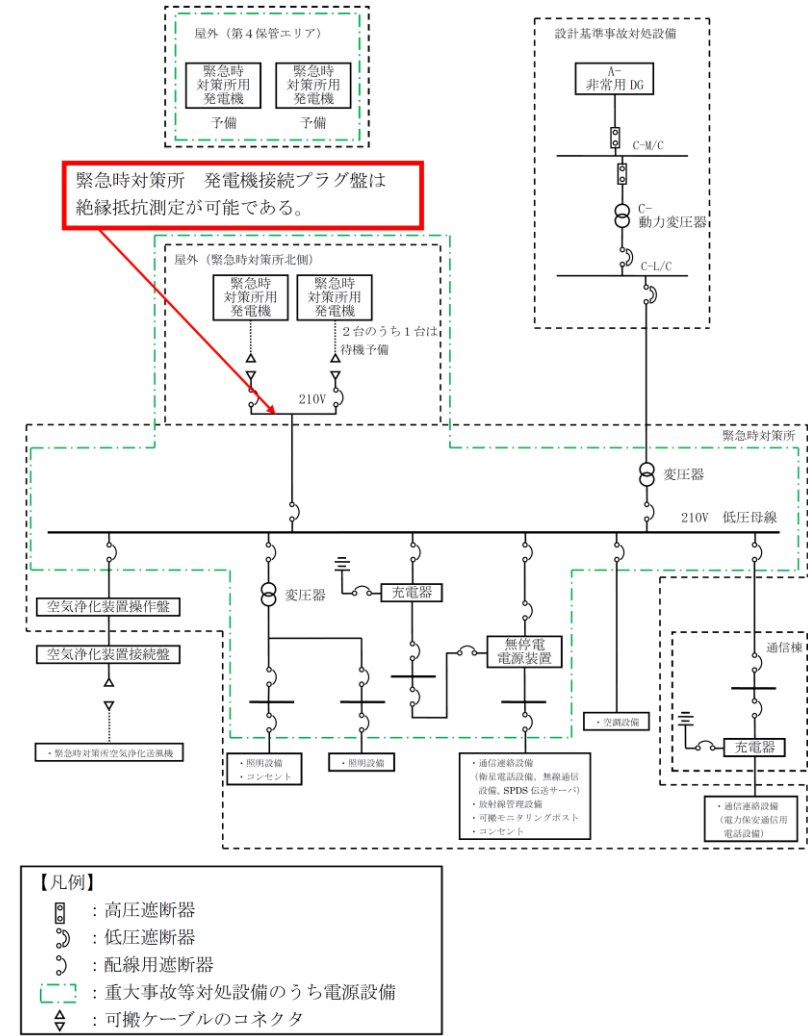 屋外（第４保管エリア）
緊急時
対策所用
発電機
緊急時
対策所用
発電機
予備
予備
設計基準事故対処設備
A-
非常用 DG
C-M/C
C-
動力変圧器
C-L/C
緊急時対策所　発電機接続プラグ盤は
絶縁抵抗測定が可能である。
屋外（緊急時対策所北側）
緊急時
対策所用
発電機
緊急時
対策所用
発電機
２台のうち１台は
待機予備
210V
緊急時対策所
変圧器
210V　低圧母線
空気浄化装置操作盤
空気浄化装置接続盤
・緊急時対策所空気浄化送風機
変圧器
充電器
無停電
電源装置
・照明設備
・コンセント
・照明設備
・通信連絡設備
（衛星電話設備、無線通信
設備、SPDS 伝送サーバ）
・放射線管理設備
・可搬モニタリングポスト
・コンセント
・空調設備
通信棟
充電器
・通信連絡設備
（電力保安通信用
電話設備）
【凡例】
：高圧遮断器
：低圧遮断器
：配線用遮断器
：重大事故等対処設備のうち電源設備
：可搬ケーブルのコネクタ